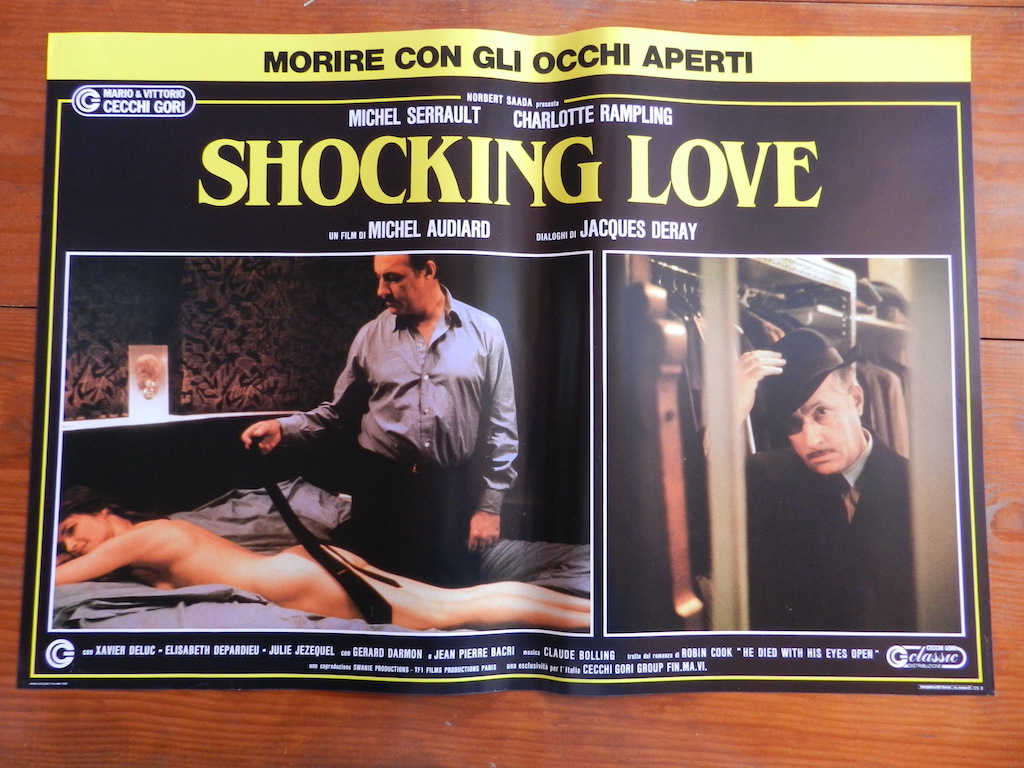 MORIRE CON GLI OCCHI APERTI
MARIO & VITTORIO
CECCHI GORI
NORBERT SAADA presenta
MICHEL SERRAULT CHARLOTTE RAMPLING
SHOCKING LOVE
UN FILM DI MICHEL AUDIARD DIALOGHI DI JACQUES DERAY
con XAVIER DELUC - ELISABETH DEPARDIEU - JULIE JEZEQUEL con GERARD DARMON e JEAN PIERRE BACRI musica CLAUDE BOLLING tratto dal romanzo di ROBIN COOK "HE DIED WITH HIS EYES OPEN"
una coproduzione SWANIE PRODUCTIONS - TF1 FILMS PRODUCTIONS PARIS una esclusività per l'Italia CECCHI GORI GROUP FIN.MA.VI.
CECCHI GORI
classic
DISTRIBUZIONE